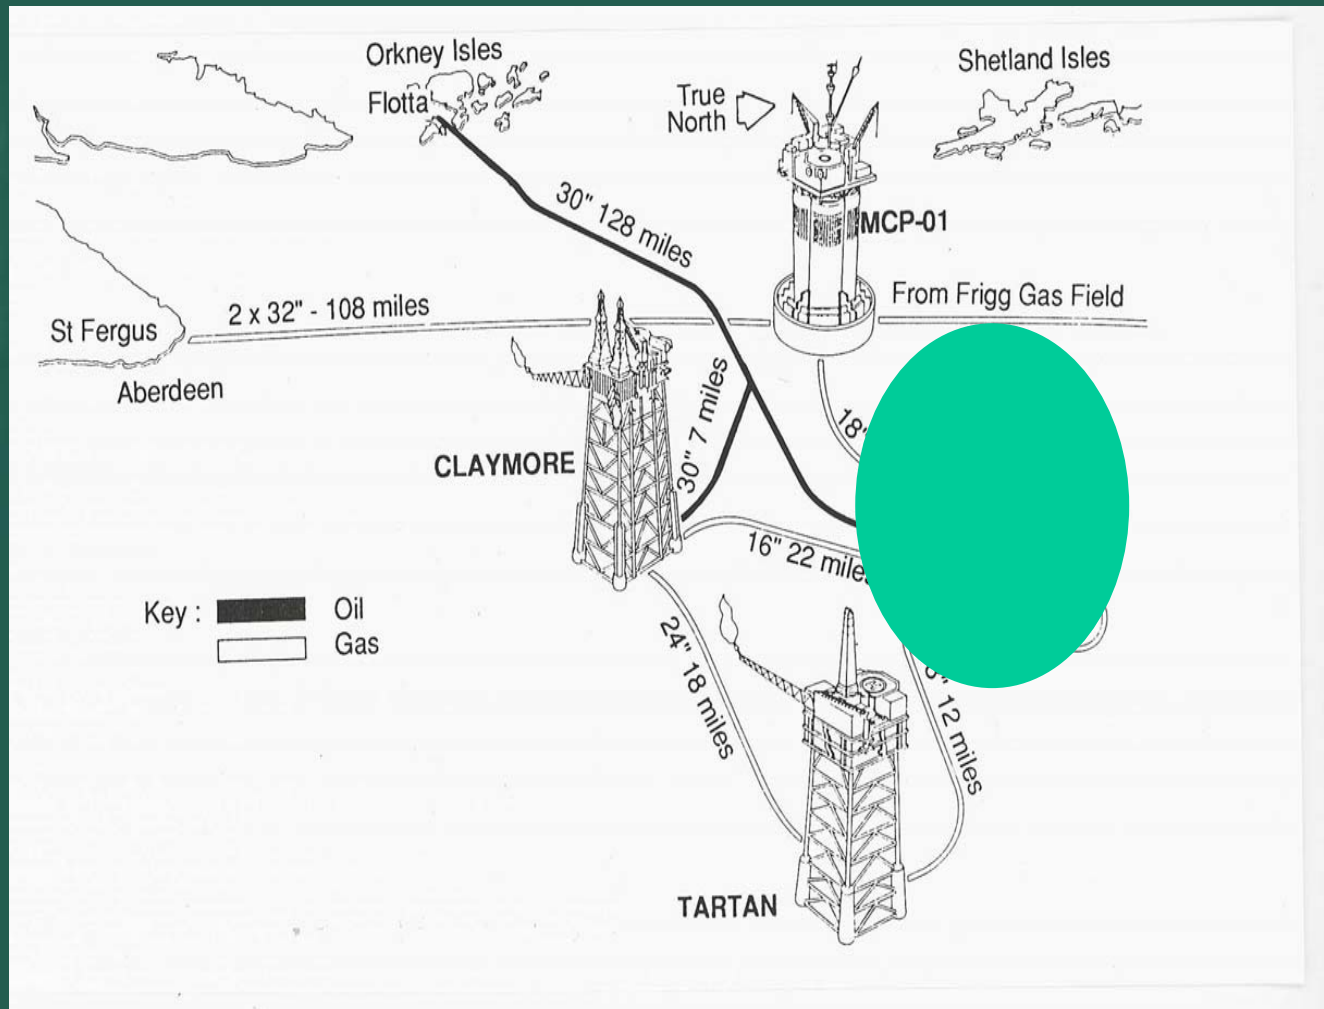 Orkney Isles
Flotta
True
North
Shetland Isles
MCP-01
30" 128 miles
From Frigg Gas Field
2 x 32" - 108 miles
St Fergus
Aberdeen
30" 7 miles
18"
CLAYMORE
16" 22 miles
Key :
Oil
Gas
24" 18 miles
12 miles
TARTAN